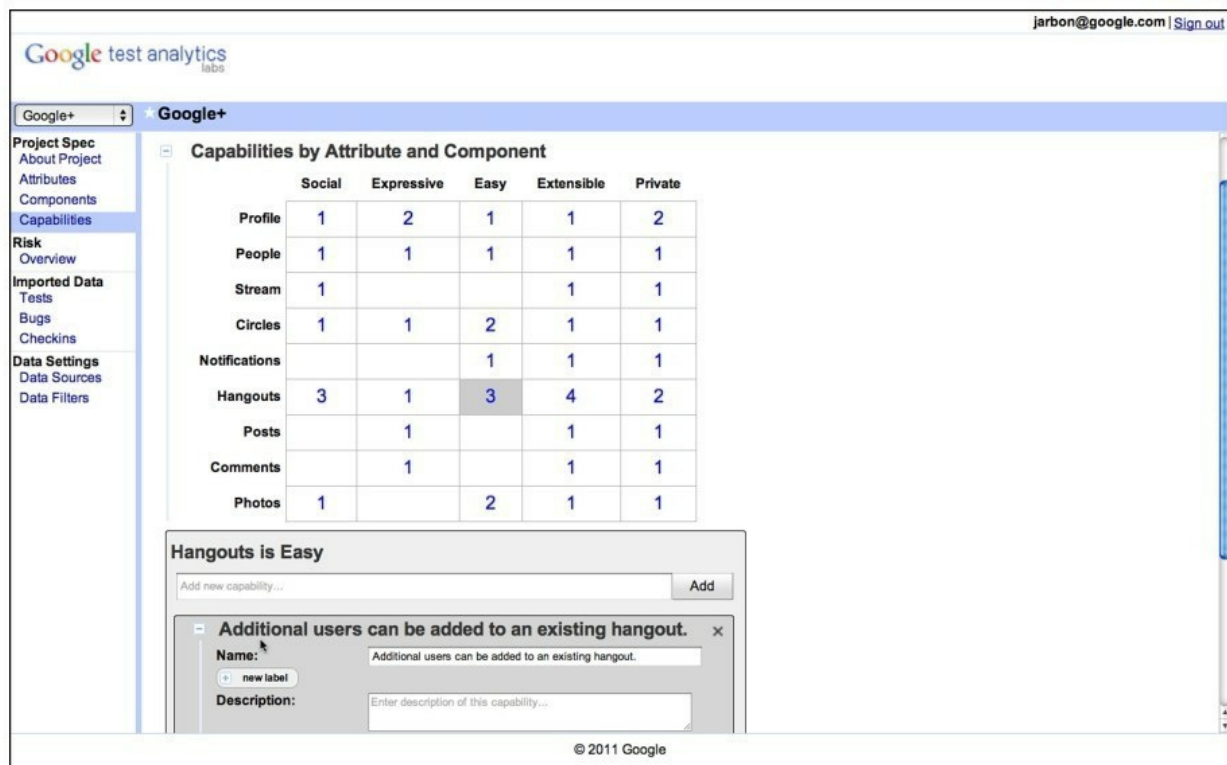 jarbon@google.com | Sign out
Google test analytics
labs
Google+
Google+
Project Spec
About Project
Attributes
Components
Capabilities
Risk
Overview
Imported Data
Tests
Bugs
Checkins
Data Settings
Data Sources
Data Filters
Capabilities by Attribute and Component
Social Expressive Easy Extensible Private
Profile 1 2 1 1 2
People 1 1 1 1 1
Stream 1 1 1
Circles 1 1 2 1 1
Notifications 1 1 1
Hangouts 3 1 3 4 2
Posts 1 1 1
Comments 1 1 1
Photos 1 2 1 1
Hangouts is Easy
Add new capability... Add
Additional users can be added to an existing hangout. ×
Name: Additional users can be added to an existing hangout.
+ new label
Description: Enter description of this capability...
© 2011 Google